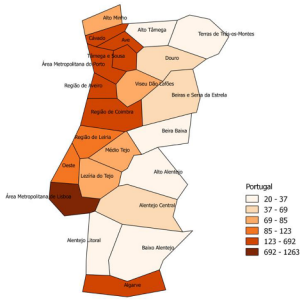 Alto Minho
Alto Tâmega
Terras de Trás-os-Montes
Cávado
Ave
Tâmega e Sousa
Área Metropolitana do Porto
Douro
Região de Aveiro
Viseu Dão Lafões
Beiras e Serra da Estrela
Região de Coimbra
Beira Baixa
Região de Leiria
Médio Tejo
Oeste
Lezíria do Tejo
Alto Alentejo
Área Metropolitana de Lisboa
Alentejo Central
Alentejo Litoral
Baixo Alentejo
Algarve
Portugal
20 - 37
37 - 69
69 - 85
85 - 123
123 - 692
692 - 1263